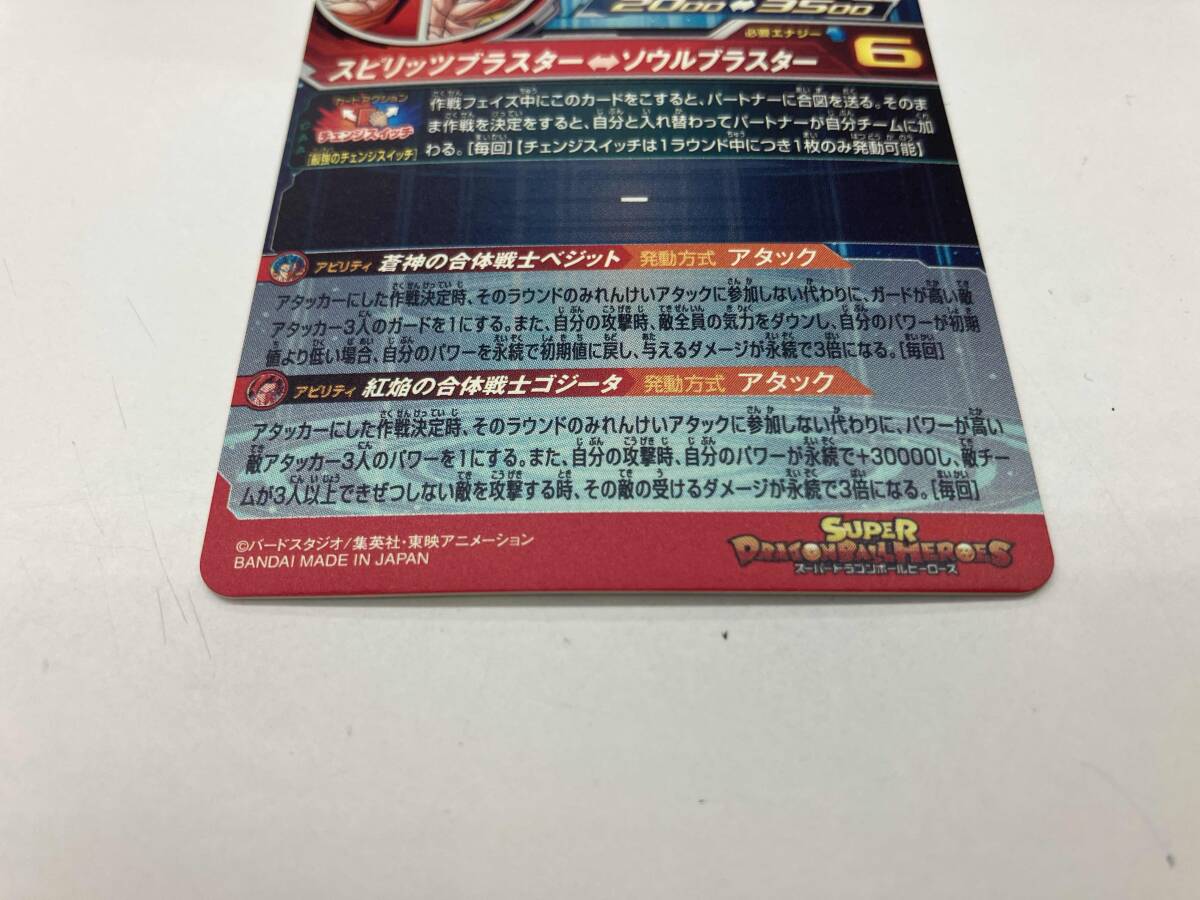 2000⇔3500
必要エナジー 6
スピリッツブラスター⇔ソウルブラスター
カードアクション
チェンジスイッチ
[最強のチェンジスイッチ]
作戦フェイズ中にこのカードをこすると、パートナーに合図を送る。そのま
ま作戦を決定をすると、自分と入れ替わってパートナーが自分チームに加
わる。[毎回]【チェンジスイッチは1ラウンド中につき1枚のみ発動可能】
ー
アビリティ 蒼神の合体戦士ベジット 発動方式 アタック
アタッカーにした作戦決定時、そのラウンドのみれんけいアタックに参加しない代わりに、ガードが高い敵
アタッカー3人のガードを1にする。また、自分の攻撃時、敵全員の気力をダウンし、自分のパワーが初期
値より低い場合、自分のパワーを永続で初期値に戻し、与えるダメージが永続で3倍になる。[毎回]
アビリティ 紅焔の合体戦士ゴジータ 発動方式 アタック
アタッカーにした作戦決定時、そのラウンドのみれんけいアタックに参加しない代わりに、パワーが高い
敵アタッカー3人のパワーを1にする。また、自分の攻撃時、自分のパワーが永続で+30000し、敵チー
ムが3人以上できぜつしない敵を攻撃する時、その敵の受けるダメージが永続で3倍になる。[毎回]
©バードスタジオ/集英社・東映アニメーション
BANDAI MADE IN JAPAN
SUPER
DRAGONBALL HEROES
スーパードラゴンボールヒーローズ